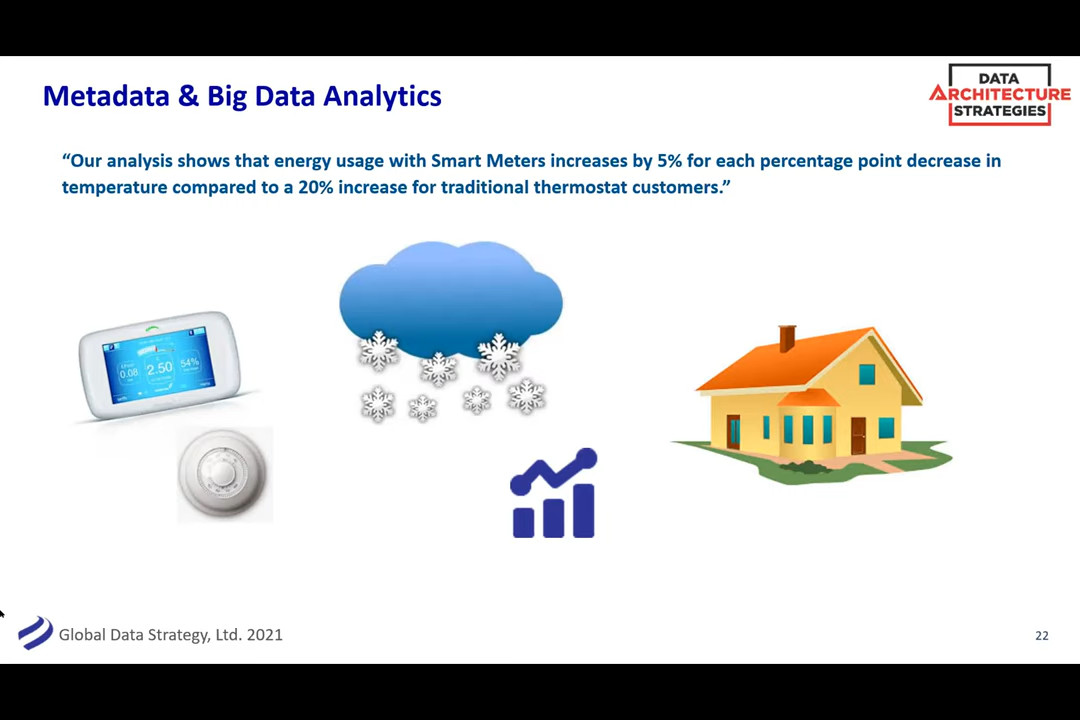 Metadata & Big Data Analytics
DATA
ARCHITECTURE
STRATEGIES
“Our analysis shows that energy usage with Smart Meters increases by 5% for each percentage point decrease in
temperature compared to a 20% increase for traditional thermostat customers.”
0.08
2.50
54%
Global Data Strategy, Ltd. 2021
22